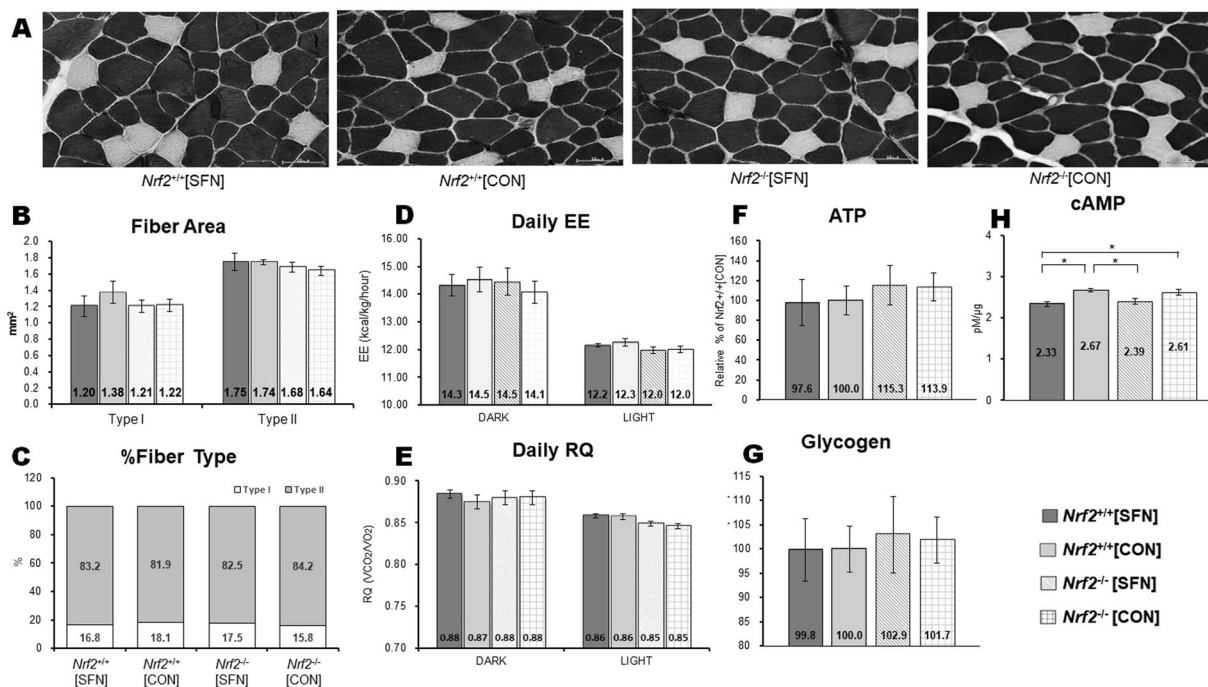 A
Nrf2+/+[SFN]
Nrf2+/+[CON]
Nrf2-/-[SFN]
Nrf2-/-[CON]
B
Fiber Area
mm²
2.0
1.8
1.6
1.4
1.2
1.0
0.8
0.6
0.4
0.2
0.0
1.20
1.38
1.21
1.22
1.75
1.74
1.68
1.64
Type I
Type II
C
%Fiber Type
Type I
Type II
%
100
80
60
40
20
0
83.2
81.9
82.5
84.2
16.8
18.1
17.5
15.8
Nrf2+/+
[SFN]
Nrf2+/+
[CON]
Nrf2-/-
[SFN]
Nrf2-/-
[CON]
D
Daily EE
EE (kcal/kg/hour)
16.00
15.00
14.00
13.00
12.00
11.00
10.00
14.3
14.5
14.5
14.1
12.2
12.3
12.0
12.0
DARK
LIGHT
E
Daily RQ
RQ (VCO2/VO2)
0.90
0.85
0.80
0.75
0.70
0.88
0.87
0.88
0.88
0.86
0.86
0.85
0.85
DARK
LIGHT
F
ATP
Relative % of Nrf2+/+[CON]
160
140
120
100
80
60
40
20
0
97.6
100.0
115.3
113.9
G
Glycogen
115
110
105
100
95
90
85
80
99.8
100.0
102.9
101.7
H
cAMP
pM/μg
4
3
2
1
0
*
*
*
2.33
2.67
2.39
2.61
Nrf2+/+[SFN]
Nrf2+/+[CON]
Nrf2-/- [SFN]
Nrf2-/- [CON]